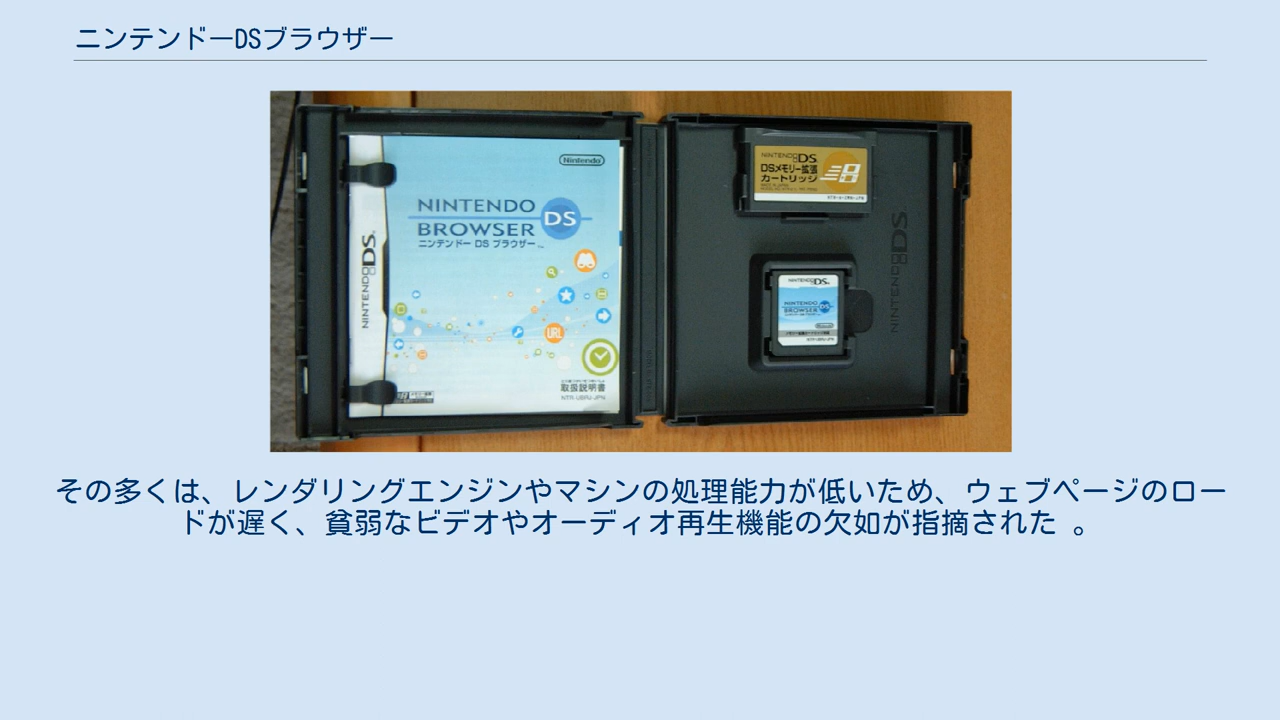 ニンテンドーDSブラウザー
Nintendo
NINTENDO
BROWSER
DS
ニンテンドー DS ブラウザー
URL
取扱説明書
NTR-UBRJ-JPN
NINTENDO DS
NINTENDO DS
DSメモリー拡張
カートリッジ
NINTENDO DS
NINTENDO
BROWSER
DS
Nintendo
NINTENDO DS
その多くは、レンダリングエンジンやマシンの処理能力が低いため、ウェブページのロー
ドが遅く、貧弱なビデオやオーディオ再生機能の欠如が指摘された 。